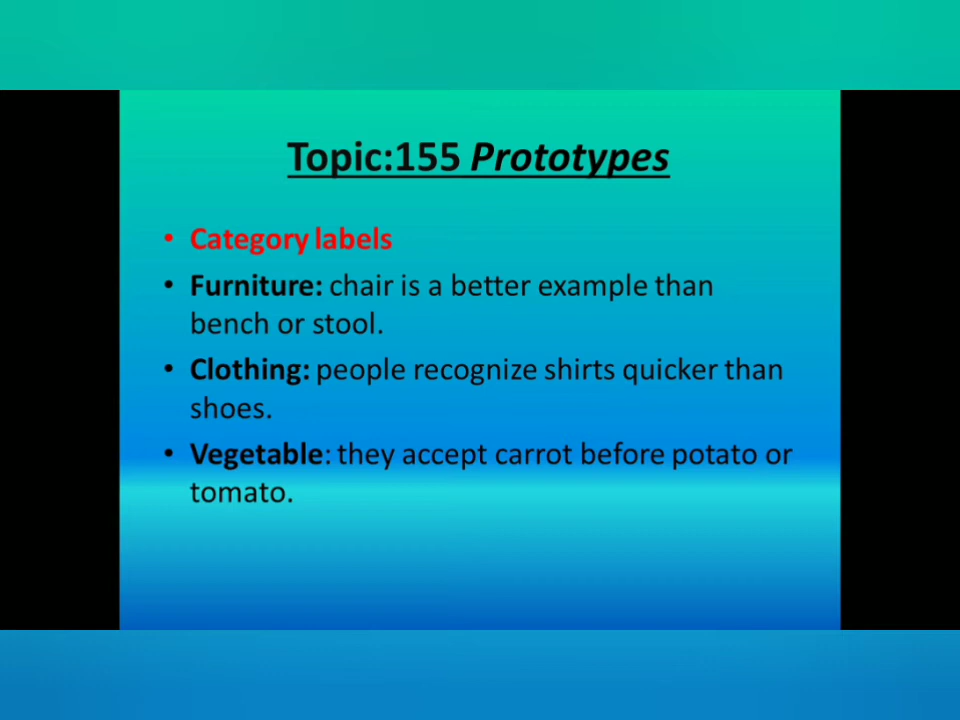 Topic:155 Prototypes
• Category labels
• Furniture: chair is a better example than
bench or stool.
• Clothing: people recognize shirts quicker than
shoes.
• Vegetable: they accept carrot before potato or
tomato.